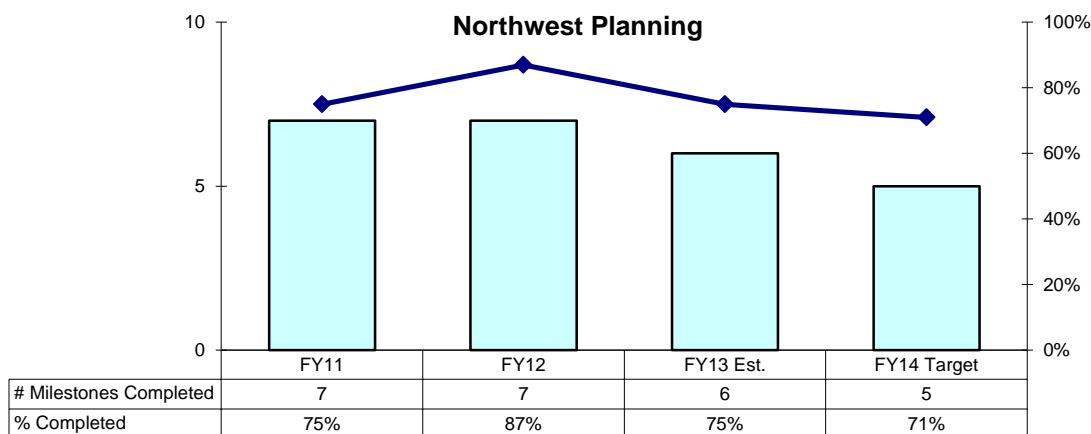 Northwest Planning
10
5
0
100%
80%
60%
40%
20%
0%
FY11 FY12 FY13 Est. FY14 Target
# Milestones Completed 7 7 6 5
% Completed 75% 87% 75% 71%